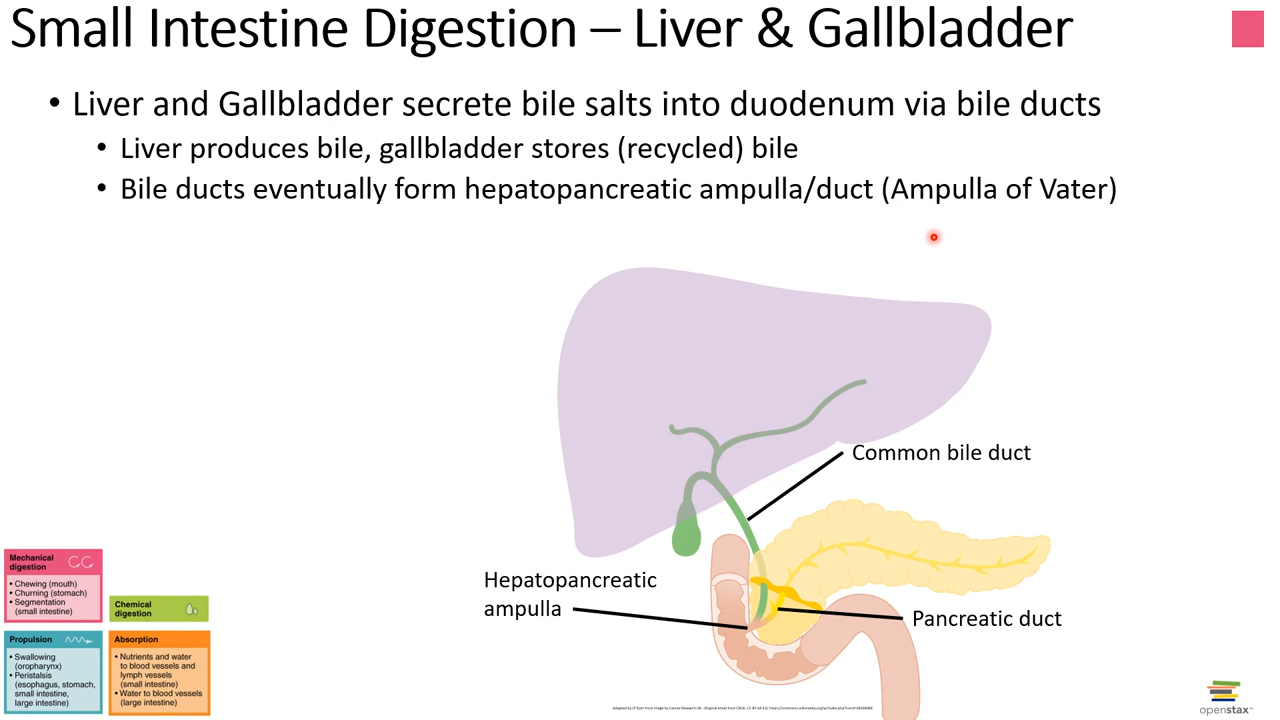 Small Intestine Digestion – Liver & Gallbladder
• Liver and Gallbladder secrete bile salts into duodenum via bile ducts
• Liver produces bile, gallbladder stores (recycled) bile
• Bile ducts eventually form hepatopancreatic ampulla/duct (Ampulla of Vater)
Common bile duct
Hepatopancreatic
ampulla
Pancreatic duct
Mechanical
digestion
• Chewing (mouth)
• Churning (stomach)
• Segmentation
(small intestine)
Chemical
digestion
Propulsion
• Swallowing
(oropharynx)
• Peristalsis
(esophagus, stomach,
small intestine,
large intestine)
Absorption
• Nutrients and water
to blood vessels and
lymph vessels
(small intestine)
• Water to blood vessels
(large intestine)
openstax™